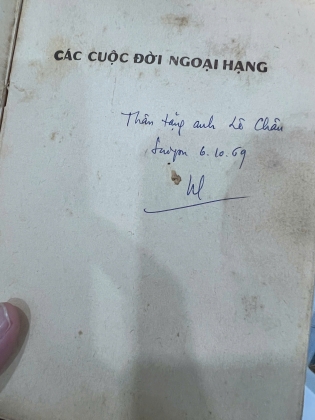 CÁC CUỘC ĐỜI NGOẠI HẠNG
Thân tặng anh Lê Châu
Saigon 6.10.69